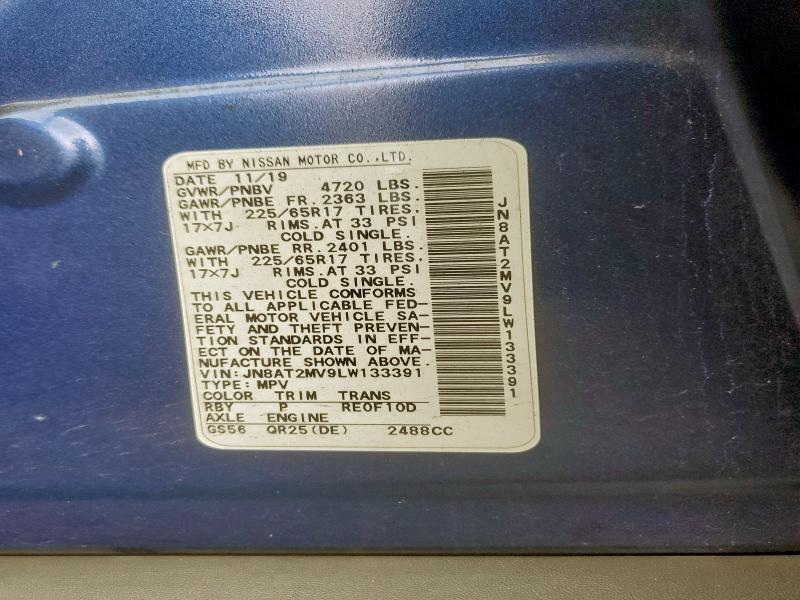 MFD BY NISSAN MOTOR CO.,LTD.
DATE 11/19
GVWR/PNBV 4720 LBS.
GAWR/PNBE FR. 2363 LBS.
WITH 225/65R17 TIRES.
17×7J RIMS.AT 33 PSI
COLD SINGLE.
GAWR/PNBE RR. 2401 LBS.
WITH 225/65R17 TIRES.
17×7J RIMS.AT 33 PSI
COLD SINGLE.
THIS VEHICLE CONFORMS
TO ALL APPLICABLE FED-
ERAL MOTOR VEHICLE SA-
FETY AND THEFT PREVEN-
TION STANDARDS IN EFF-
ECT ON THE DATE OF MA-
NUFACTURE SHOWN ABOVE.
VIN:JN8AT2MV9LW133391
TYPE:MPV
COLOR TRIM TRANS
RBY P RE0F10D
AXLE ENGINE
GS56 QR25(DE) 2488CC
JN8AT2MV9LW133391